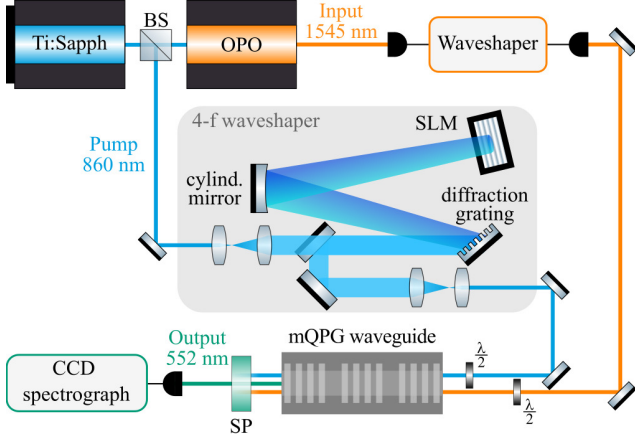 Ti:Sapph
BS
OPO
Input
1545 nm
Waveshaper
4-f waveshaper
SLM
Pump
860 nm
cylind.
mirror
diffraction
grating
Output
552 nm
mQPG waveguide
λ/2
CCD
spectrograph
SP
λ/2